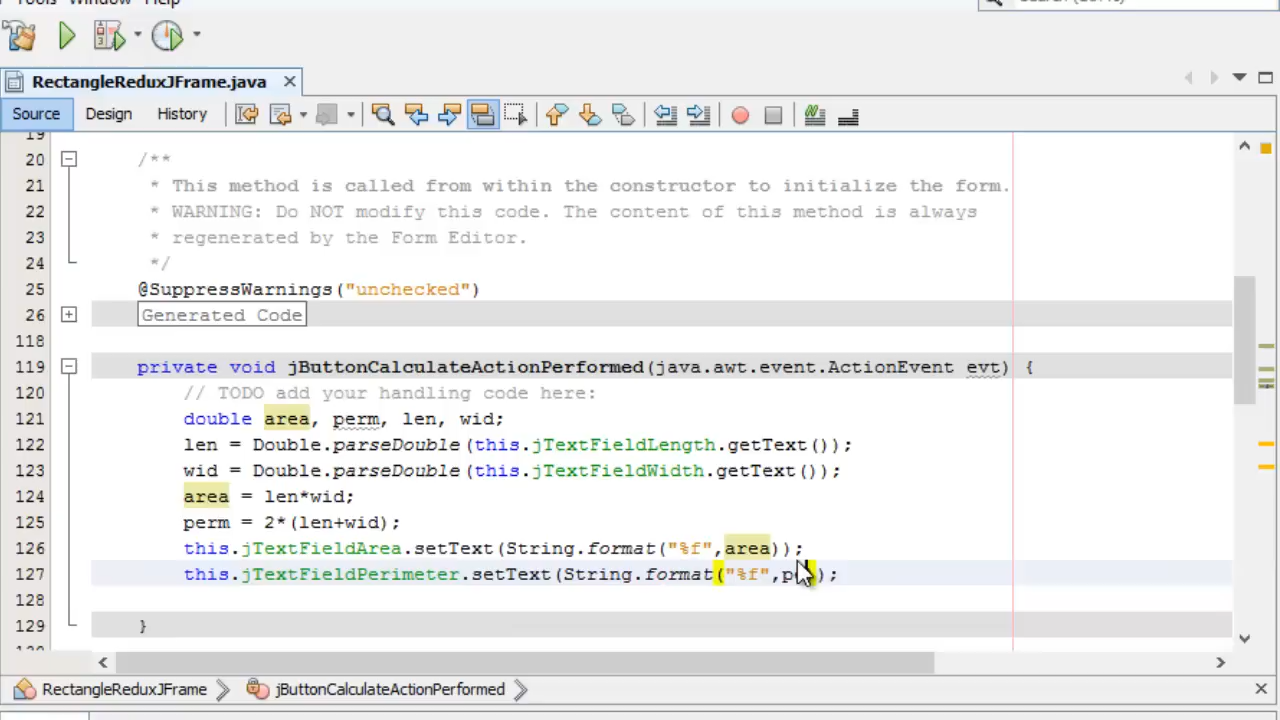 Tools Window Help
RectangleReduxJFrame.java
Source Design History
19
20 /**
21 * This method is called from within the constructor to initialize the form.
22 * WARNING: Do NOT modify this code. The content of this method is always
23 * regenerated by the Form Editor.
24 */
25 @SuppressWarnings("unchecked")
26 Generated Code
118
119 private void jButtonCalculateActionPerformed(java.awt.event.ActionEvent evt) {
120 // TODO add your handling code here:
121 double area, perm, len, wid;
122 len = Double.parseDouble(this.jTextFieldLength.getText());
123 wid = Double.parseDouble(this.jTextFieldWidth.getText());
124 area = len*wid;
125 perm = 2*(len+wid);
126 this.jTextFieldArea.setText(String.format("%f",area));
127 this.jTextFieldPerimeter.setText(String.format("%f",
128
129 }
RectangleReduxJFrame jButtonCalculateActionPerformed